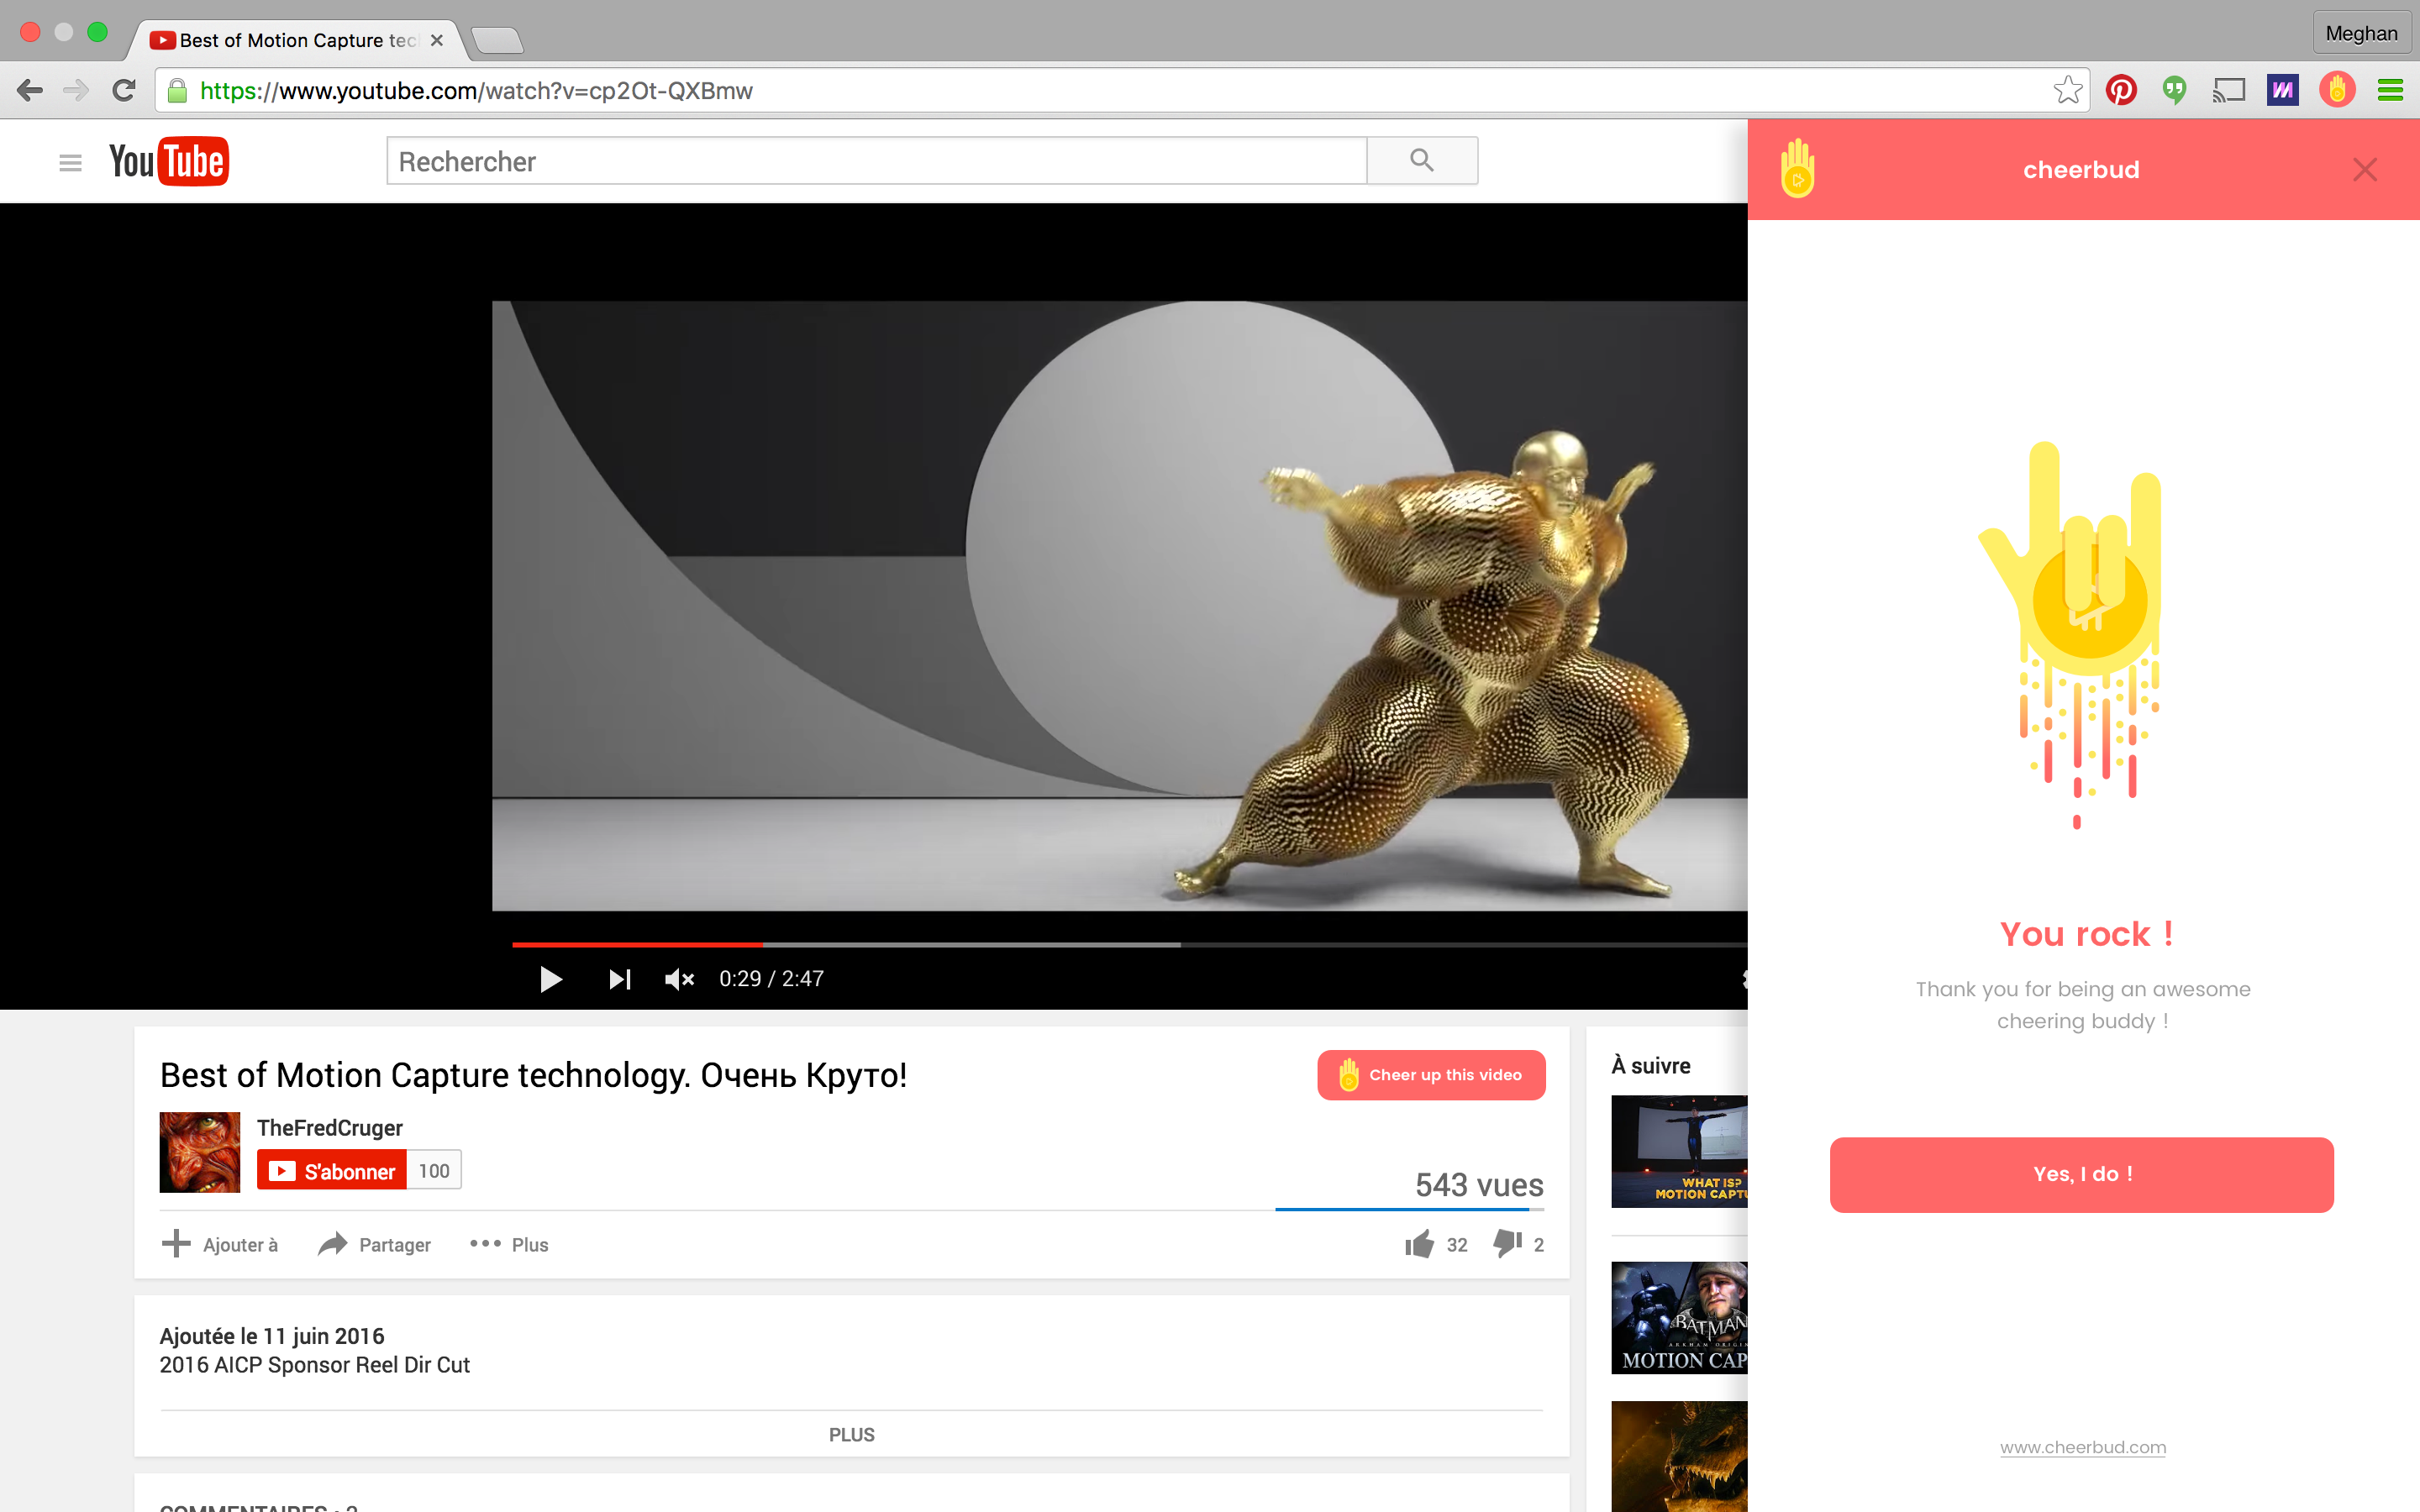 Best of Motion Capture tec
Meghan
https://www.youtube.com/watch?v=cp2Ot-QXBmw
YouTube
Rechercher
cheerbud
0:29 / 2:47
You rock !
Thank you for being an awesome
cheering buddy !
Yes, I do !
www.cheerbud.com
Best of Motion Capture technology. Очень Круто!
Cheer up this video
TheFredCruger
S'abonner 100
543 vues
Ajouter à Partager Plus
32 2
Ajoutée le 11 juin 2016
2016 AICP Sponsor Reel Dir Cut
PLUS
COMMENTAIRES • 2
À suivre
WHAT IS?
MOTION CAPTU
BATMAN
ARKHAM ORIGIN
MOTION CAP